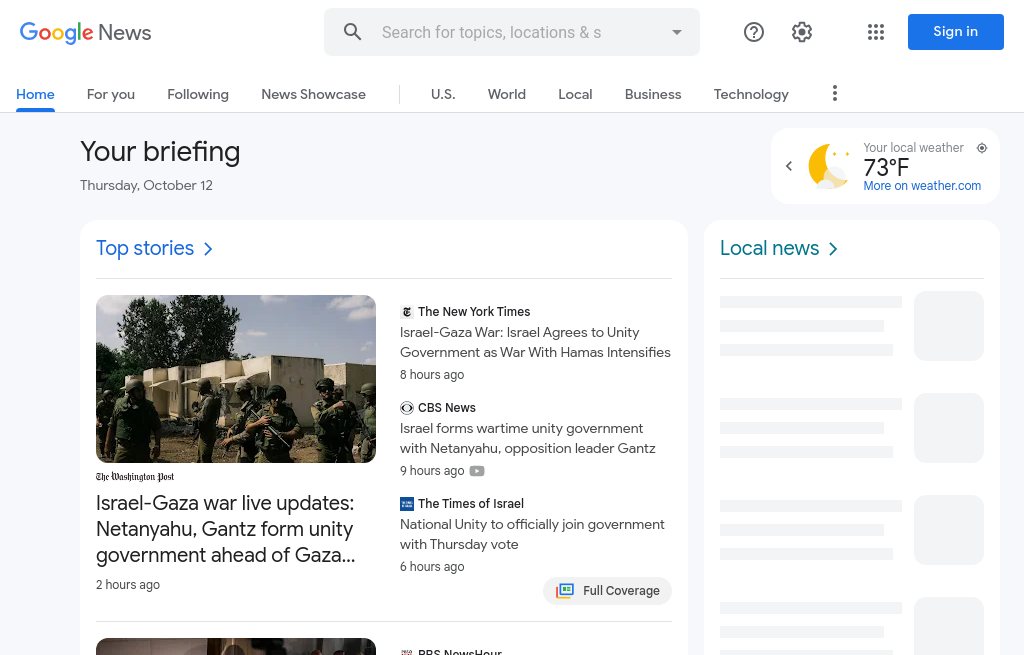 Google News
Search for topics, locations & s
Sign in
Home
For you
Following
News Showcase
U.S.
World
Local
Business
Technology
Your briefing
Thursday, October 12
Your local weather
73°F
More on weather.com
Top stories
The Washington Post
Israel-Gaza war live updates:
Netanyahu, Gantz form unity
government ahead of Gaza...
2 hours ago
The New York Times
Israel-Gaza War: Israel Agrees to Unity
Government as War With Hamas Intensifies
8 hours ago
CBS News
Israel forms wartime unity government
with Netanyahu, opposition leader Gantz
9 hours ago
The Times of Israel
National Unity to officially join government
with Thursday vote
6 hours ago
Full Coverage
PBS NewsHour
Local news